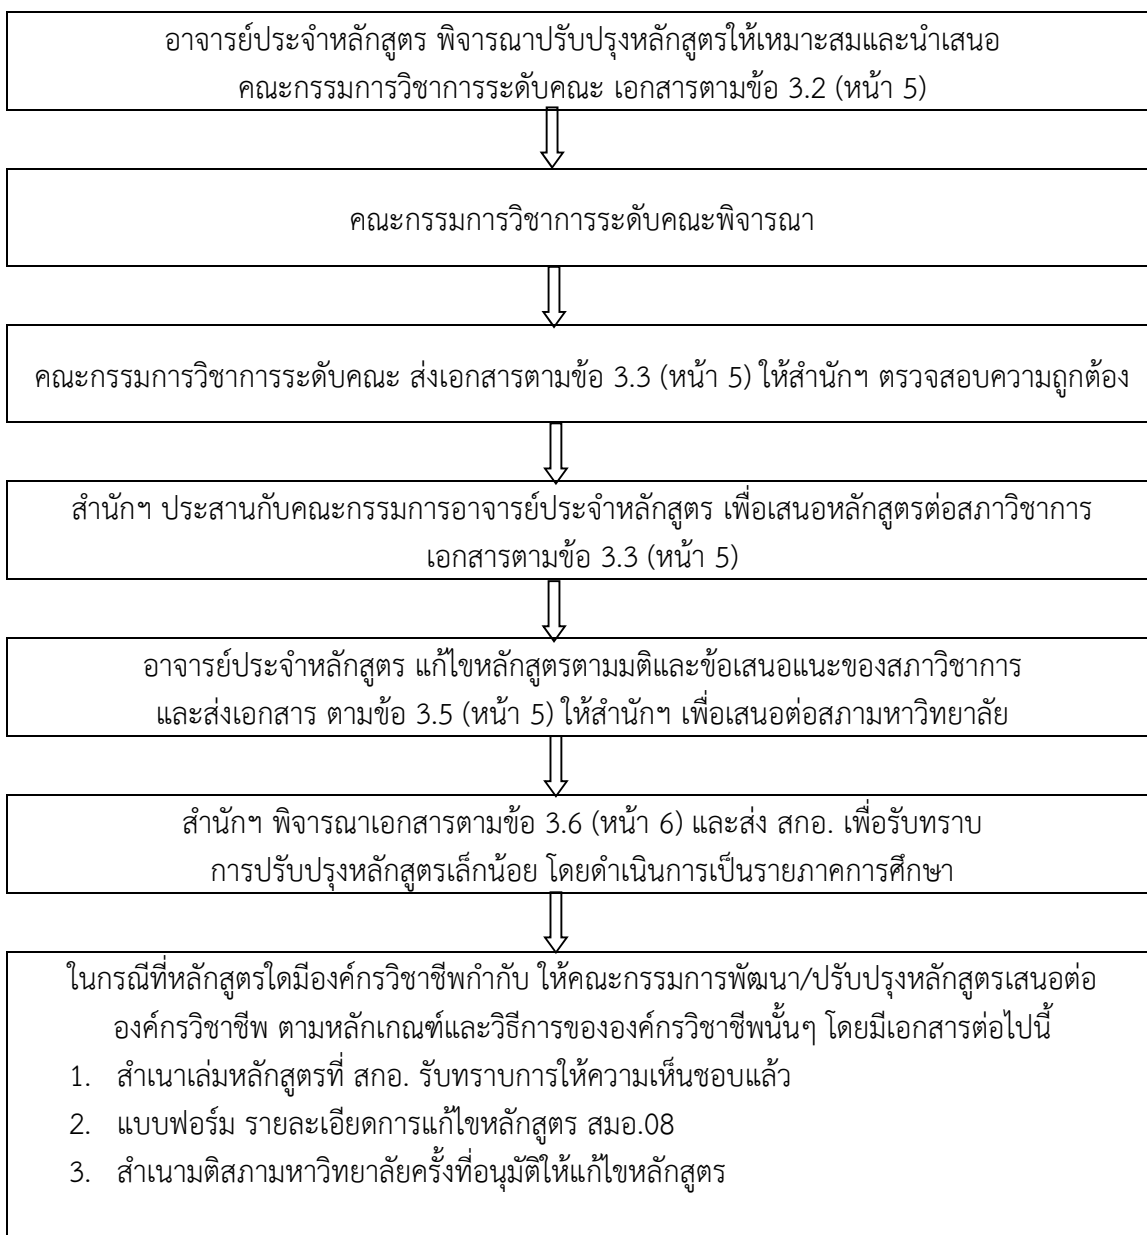 อาจารย์ประจำหลักสูตร พิจารณาปรับปรุงหลักสูตรให้เหมาะสมและนำเสนอ
คณะกรรมการวิชาการระดับคณะ เอกสารตามข้อ 3.2 (หน้า 5)
คณะกรรมการวิชาการระดับคณะพิจารณา
คณะกรรมการวิชาการระดับคณะ ส่งเอกสารตามข้อ 3.3 (หน้า 5) ให้สำนักฯ ตรวจสอบความถูกต้อง
สำนักฯ ประสานกับคณะกรรมการอาจารย์ประจำหลักสูตร เพื่อเสนอหลักสูตรต่อสภาวิชาการ
เอกสารตามข้อ 3.3 (หน้า 5)
อาจารย์ประจำหลักสูตร แก้ไขหลักสูตรตามมติและข้อเสนอแนะของสภาวิชาการ
และส่งเอกสาร ตามข้อ 3.5 (หน้า 5) ให้สำนักฯ เพื่อเสนอต่อสภามหาวิทยาลัย
สำนักฯ พิจารณาเอกสารตามข้อ 3.6 (หน้า 6) และส่ง สกอ. เพื่อรับทราบ
การปรับปรุงหลักสูตรเล็กน้อย โดยดำเนินการเป็นรายภาคการศึกษา
ในกรณีที่หลักสูตรใดมีองค์กรวิชาชีพกำกับ ให้คณะกรรมการพัฒนา/ปรับปรุงหลักสูตรเสนอต่อ
องค์กรวิชาชีพ ตามหลักเกณฑ์และวิธีการขององค์กรวิชาชีพนั้นๆ โดยมีเอกสารต่อไปนี้
1. สำเนาเล่มหลักสูตรที่ สกอ. รับทราบการให้ความเห็นชอบแล้ว
2. แบบฟอร์ม รายละเอียดการแก้ไขหลักสูตร สมอ.08
3. สำเนามติสภามหาวิทยาลัยครั้งที่อนุมัติให้แก้ไขหลักสูตร